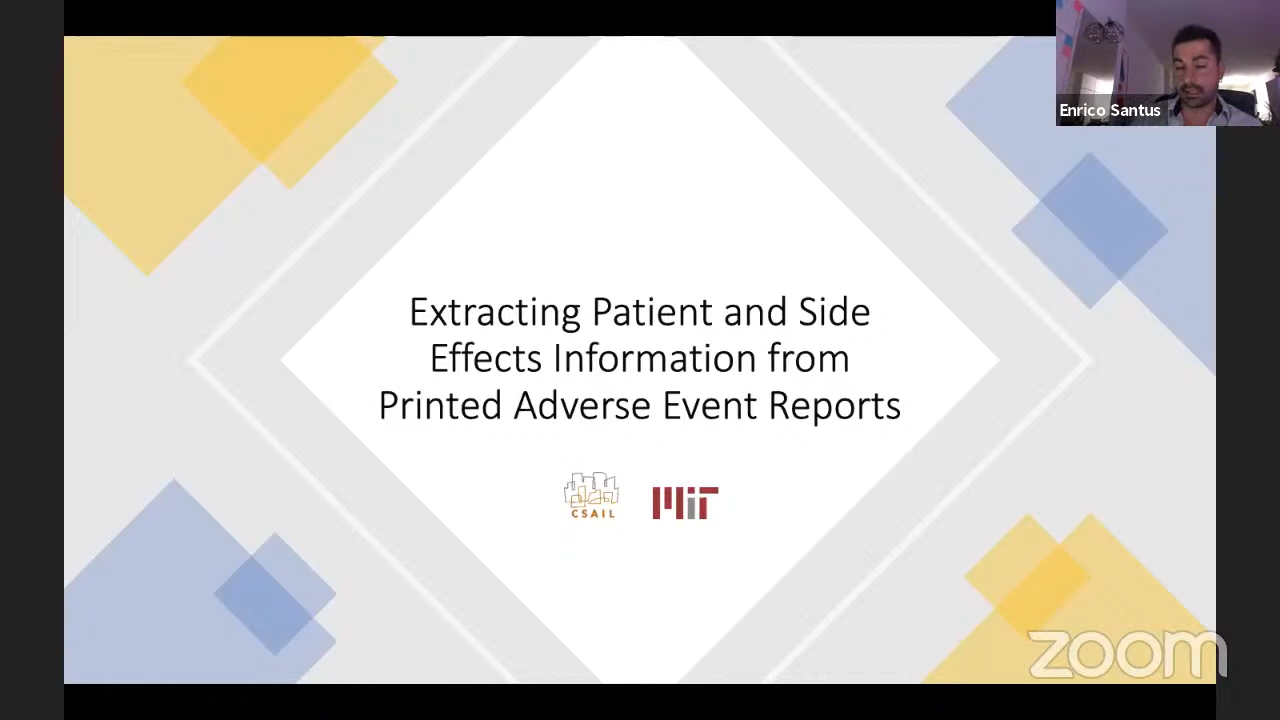 Enrico Santus
Extracting Patient and Side
Effects Information from
Printed Adverse Event Reports
CSAIL
MIT
zoom